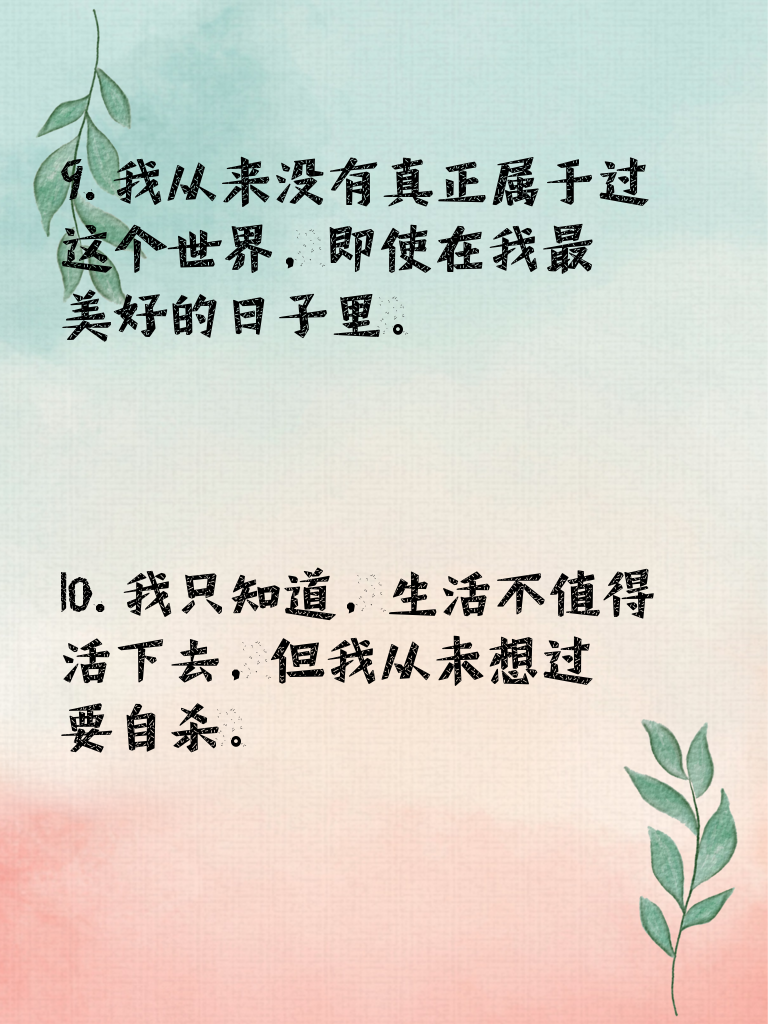 9. 我从来没有真正属于过
这个世界，即使在我最
美好的日子里。
10. 我只知道，生活不值得
活下去，但我从未想过
要自杀。